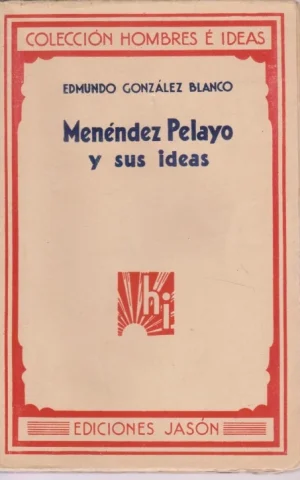 COLECCIÓN HOMBRES É IDEAS
EDMUNDO GONZÁLEZ BLANCO
Menéndez Pelayo
y sus ideas
hi
EDICIONES JASÓN